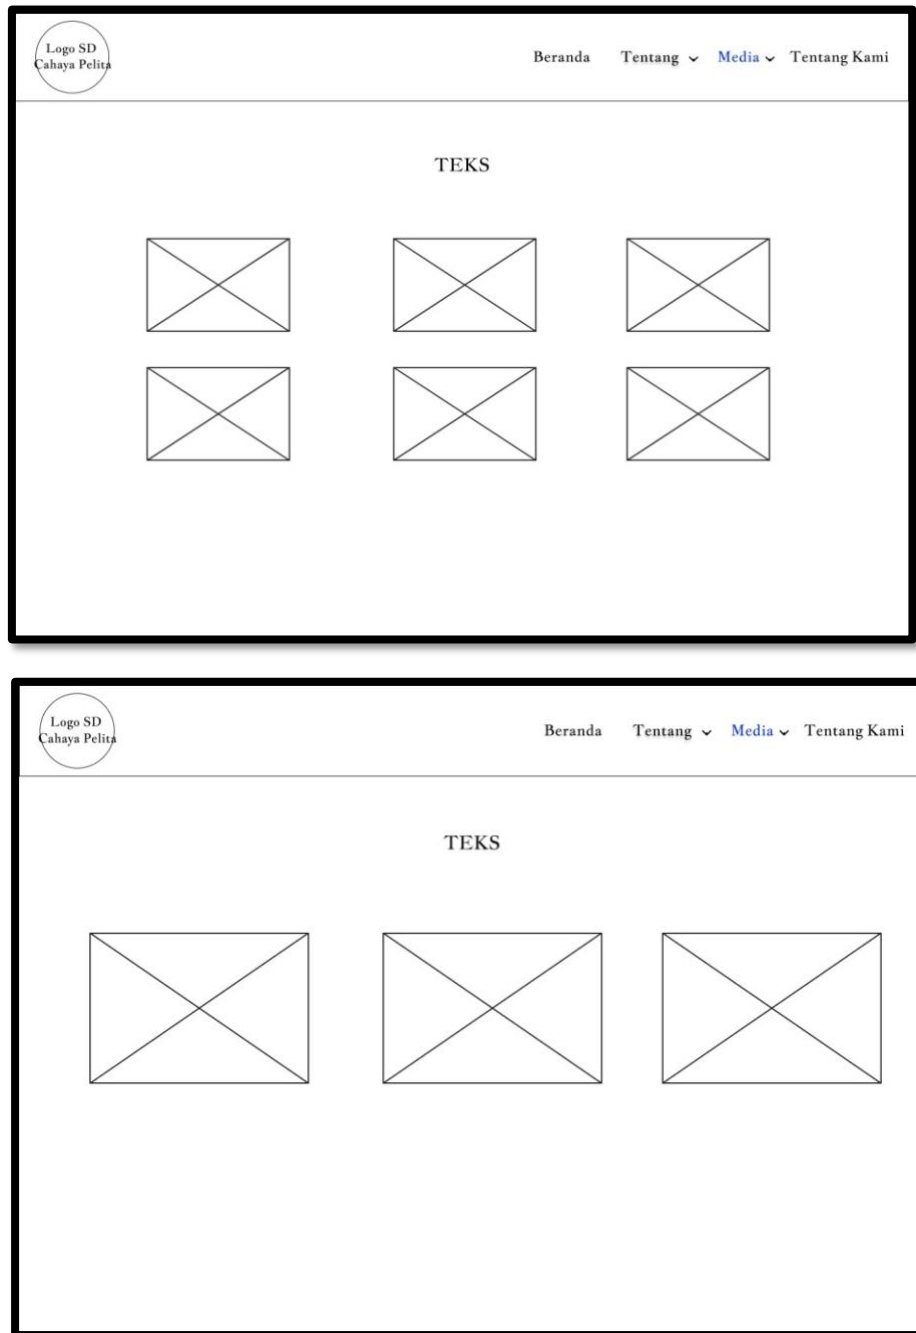 Logo SD
Cahaya Pelita
Beranda Tentang Media Tentang Kami
TEKS
Logo SD
Cahaya Pelita
Beranda Tentang Media Tentang Kami
TEKS